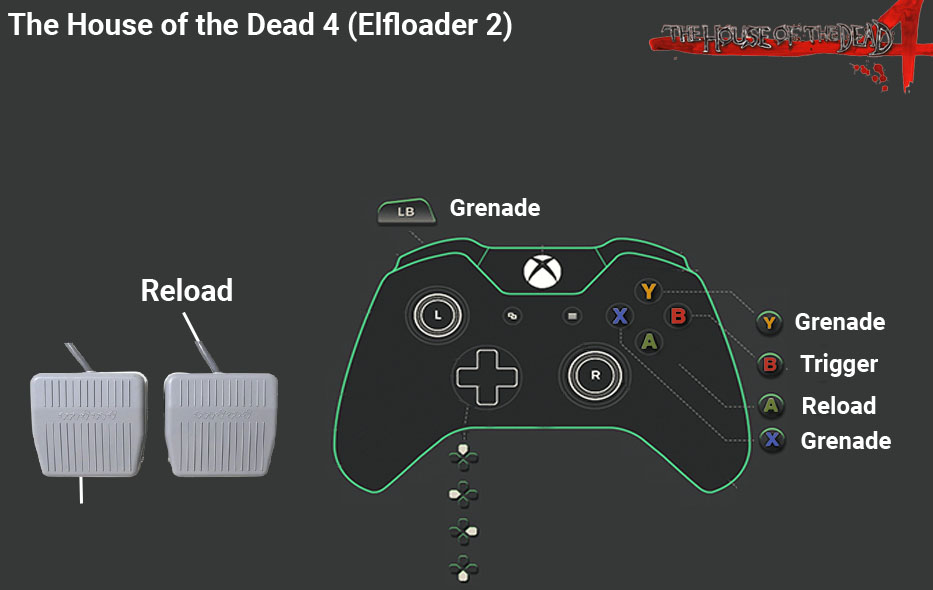 The House of the Dead 4 (Elfloader 2)
THE HOUSE OF THE DEAD 4
LB Grenade
Reload
Y
X B
A
L
R
Y Grenade
B Trigger
A Reload
X Grenade